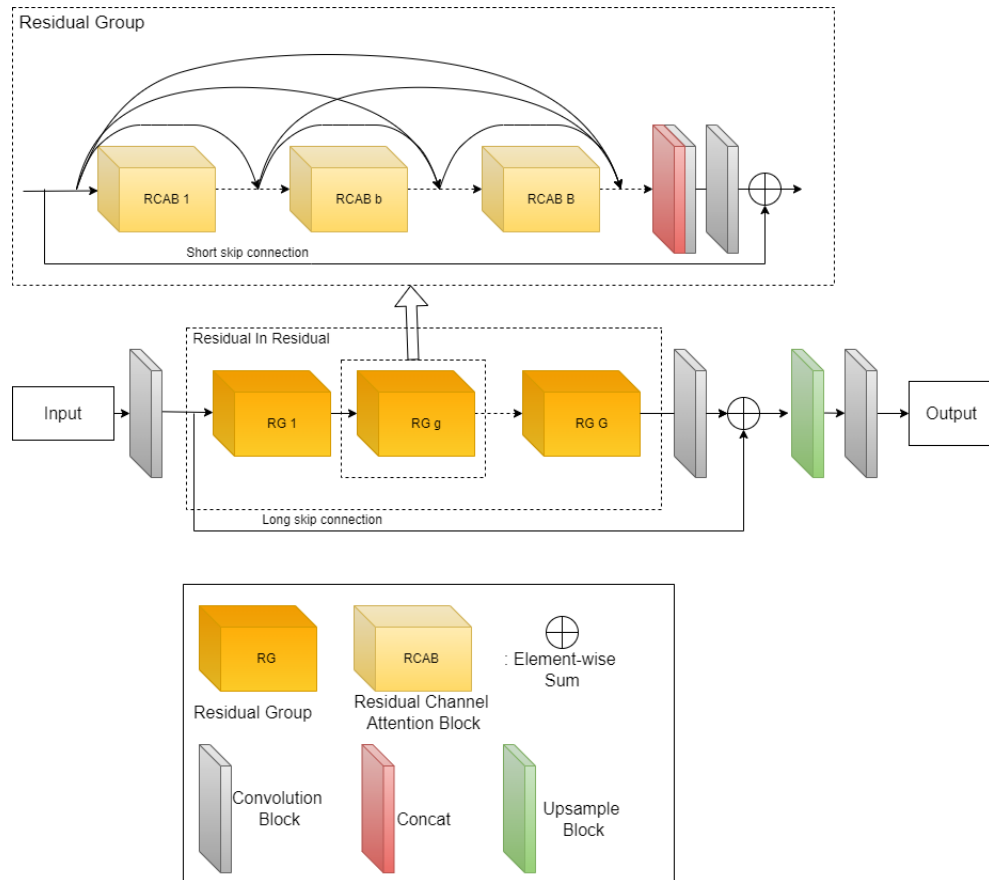 Residual Group
RCAB 1
RCAB b
RCAB B
Short skip connection
Residual In Residual
Input
RG 1
RG g
RG G
Output
Long skip connection
RG
RCAB
: Element-wise
Sum
Residual Group
Residual Channel
Attention Block
Convolution
Block
Concat
Upsample
Block